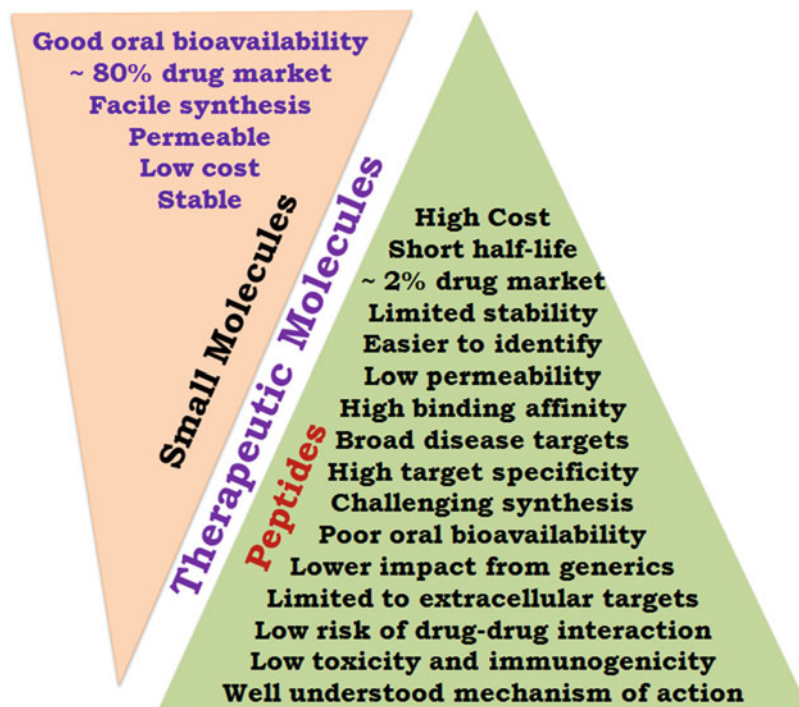 Good oral bioavailability
~ 80% drug market
Facile synthesis
Permeable
Low cost
Stable
Small Molecules
Therapeutic Molecules
Peptides
High Cost
Short half-life
~ 2% drug market
Limited stability
Easier to identify
Low permeability
High binding affinity
Broad disease targets
High target specificity
Challenging synthesis
Poor oral bioavailability
Lower impact from generics
Limited to extracellular targets
Low risk of drug-drug interaction
Low toxicity and immunogenicity
Well understood mechanism of action